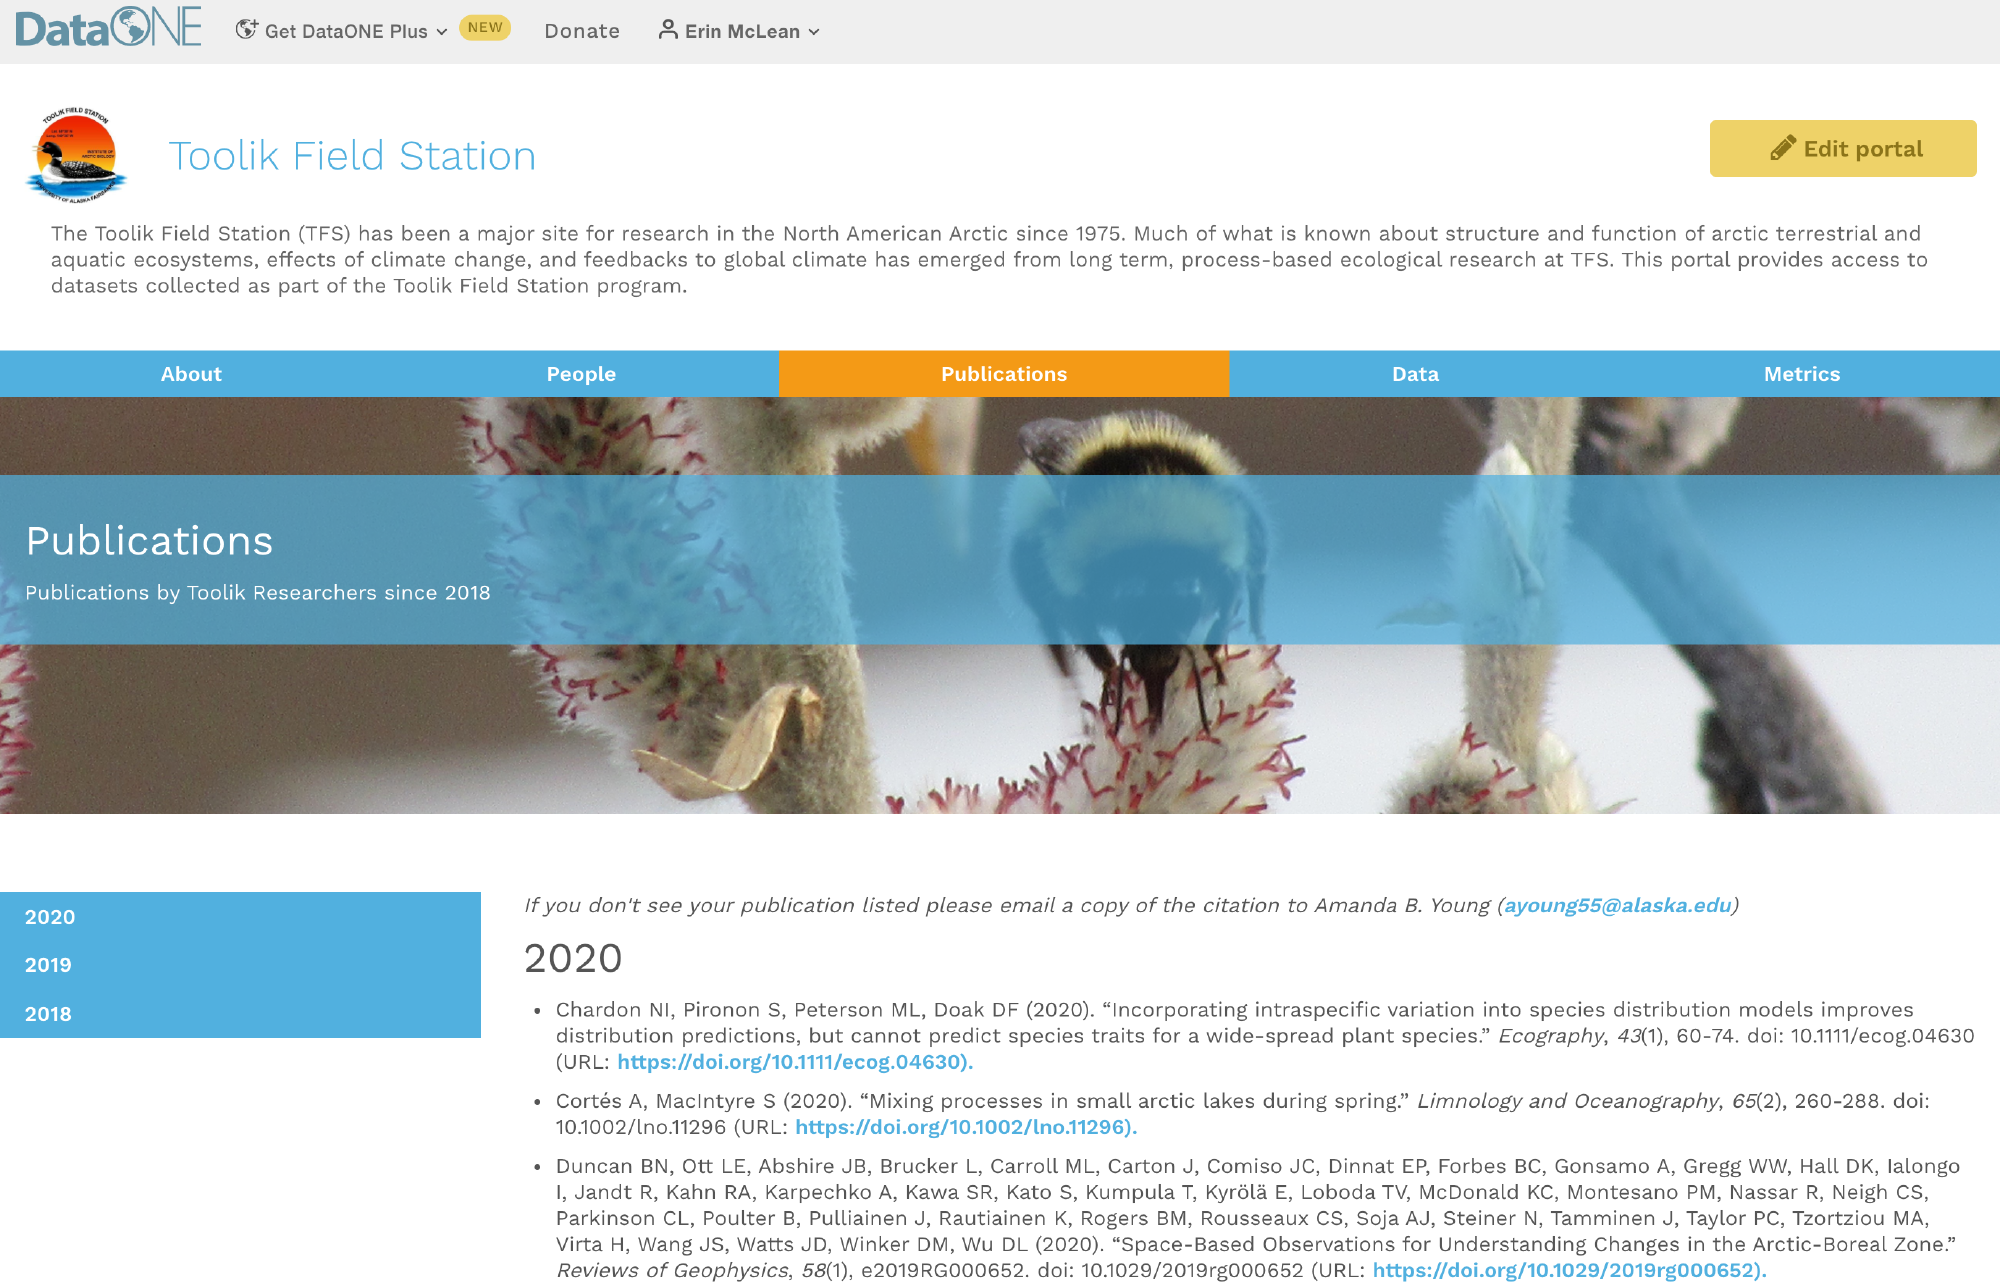 DataONE
Get DataONE Plus
NEW
Donate
Erin McLean
TOOLIK FIELD STATION
INSTITUTE OF
ARCTIC BIOLOGY
UNIVERSITY OF ALASKA FAIRBANKS
Toolik Field Station
Edit portal
The Toolik Field Station (TFS) has been a major site for research in the North American Arctic since 1975. Much of what is known about structure and function of arctic terrestrial and
aquatic ecosystems, effects of climate change, and feedbacks to global climate has emerged from long term, process-based ecological research at TFS. This portal provides access to
datasets collected as part of the Toolik Field Station program.
About
People
Publications
Data
Metrics
Publications
Publications by Toolik Researchers since 2018
2020
2019
2018
If you don't see your publication listed please email a copy of the citation to Amanda B. Young (ayoung55@alaska.edu)
2020
• Chardon NI, Pironon S, Peterson ML, Doak DF (2020). “Incorporating intraspecific variation into species distribution models improves
distribution predictions, but cannot predict species traits for a wide-spread plant species.” Ecography, 43(1), 60-74. doi: 10.1111/ecog.04630
(URL: https://doi.org/10.1111/ecog.04630).
• Cortés A, MacIntyre S (2020). “Mixing processes in small arctic lakes during spring.” Limnology and Oceanography, 65(2), 260-288. doi:
10.1002/lno.11296 (URL: https://doi.org/10.1002/lno.11296).
• Duncan BN, Ott LE, Abshire JB, Brucker L, Carroll ML, Carton J, Comiso JC, Dinnat EP, Forbes BC, Gonsamo A, Gregg WW, Hall DK, Ialongo
I, Jandt R, Kahn RA, Karpechko A, Kawa SR, Kato S, Kumpula T, Kyrölä E, Loboda TV, McDonald KC, Montesano PM, Nassar R, Neigh CS,
Parkinson CL, Poulter B, Pulliainen J, Rautiainen K, Rogers BM, Rousseaux CS, Soja AJ, Steiner N, Tamminen J, Taylor PC, Tzortziou MA,
Virta H, Wang JS, Watts JD, Winker DM, Wu DL (2020). “Space-Based Observations for Understanding Changes in the Arctic-Boreal Zone.”
Reviews of Geophysics, 58(1), e2019RG000652. doi: 10.1029/2019rg000652 (URL: https://doi.org/10.1029/2019rg000652).